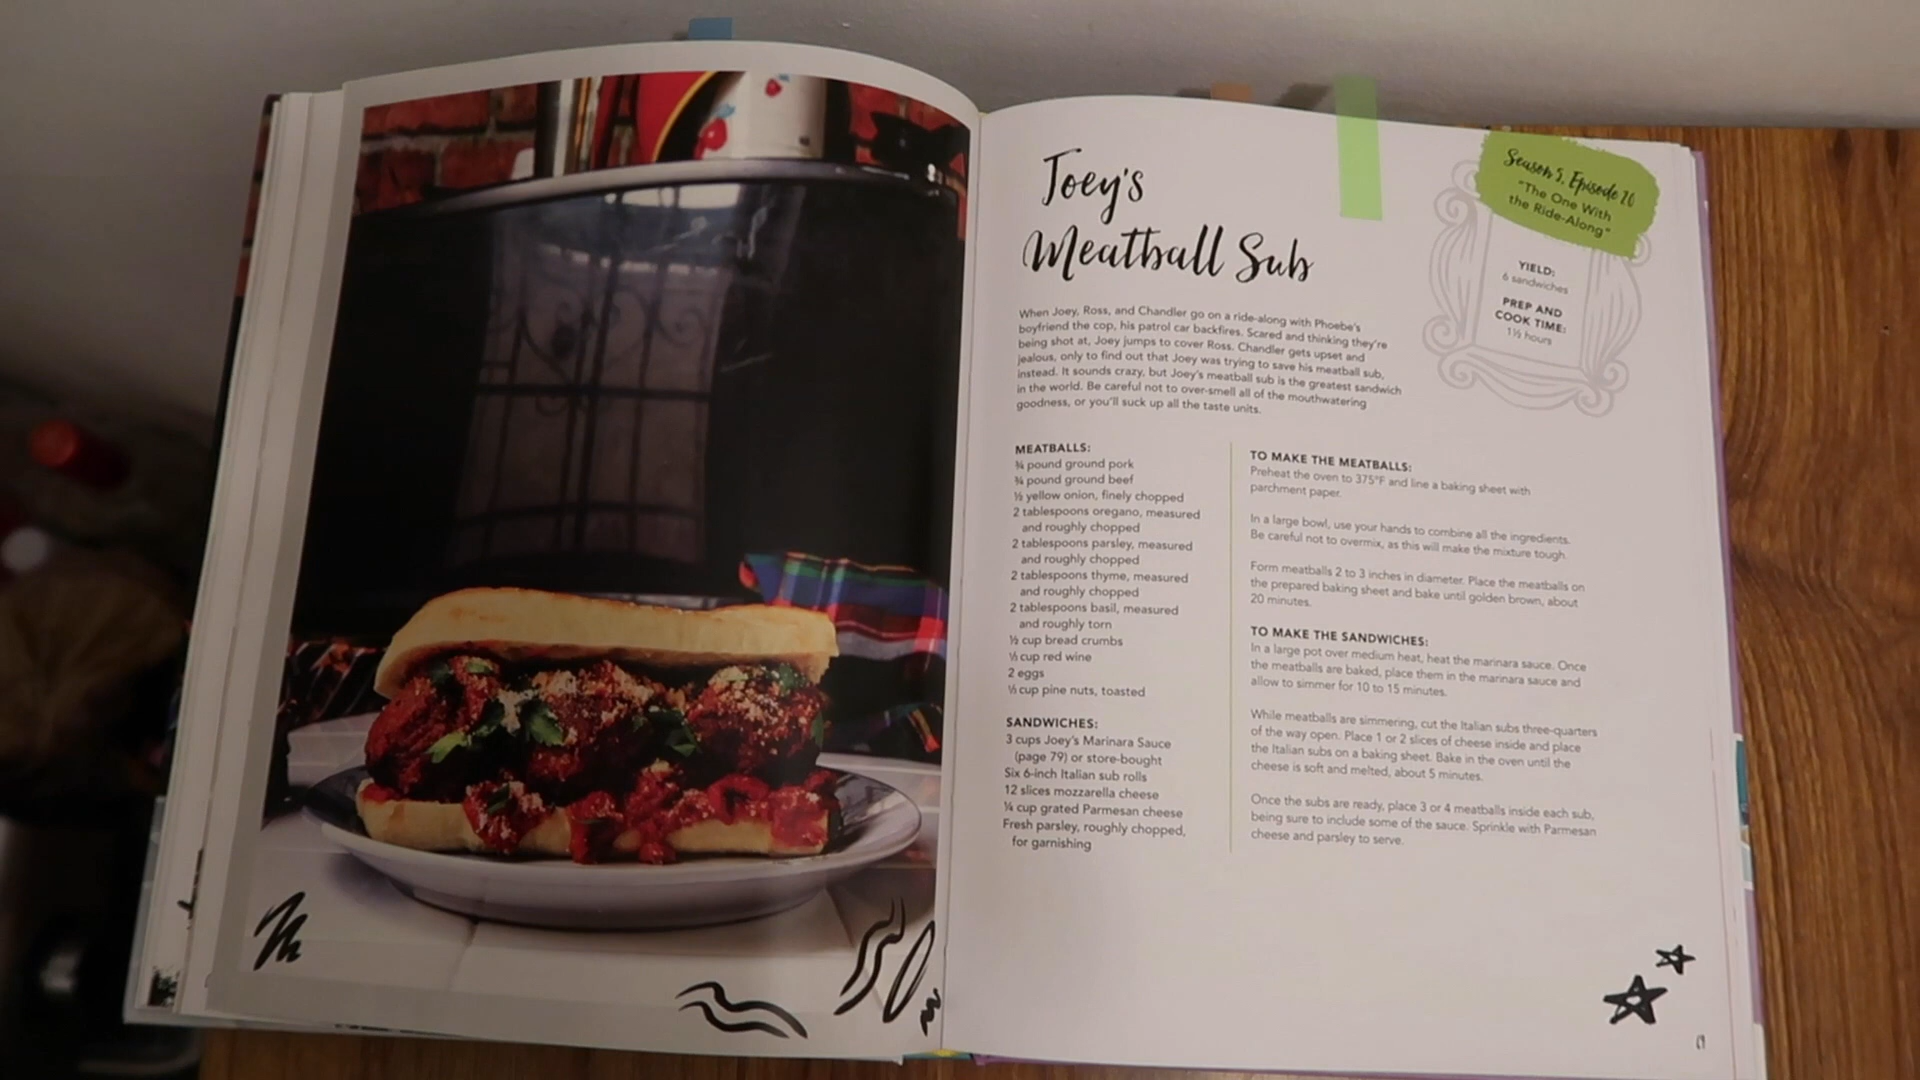 Joey's
Meatball Sub
Season 5, Episode 20
"The One With
the Ride-Along"
YIELD:
6 sandwiches
PREP AND
COOK TIME:
1½ hours
When Joey, Ross, and Chandler go on a ride-along with Phoebe's
boyfriend the cop, his patrol car backfires. Scared and thinking they're
being shot at, Joey jumps to cover Ross. Chandler gets upset and
jealous, only to find out that Joey was trying to save his meatball sub,
instead. It sounds crazy, but Joey's meatball sub is the greatest sandwich
in the world. Be careful not to over-smell all of the mouthwatering
goodness, or you'll suck up all the taste units.
MEATBALLS:
¾ pound ground pork
¾ pound ground beef
½ yellow onion, finely chopped
2 tablespoons oregano, measured
and roughly chopped
2 tablespoons parsley, measured
and roughly chopped
2 tablespoons thyme, measured
and roughly chopped
2 tablespoons basil, measured
and roughly torn
½ cup bread crumbs
⅓ cup red wine
2 eggs
⅓ cup pine nuts, toasted
SANDWICHES:
3 cups Joey's Marinara Sauce
(page 79) or store-bought
Six 6-inch Italian sub rolls
12 slices mozzarella cheese
¼ cup grated Parmesan cheese
Fresh parsley, roughly chopped,
for garnishing
TO MAKE THE MEATBALLS:
Preheat the oven to 375°F and line a baking sheet with
parchment paper.
In a large bowl, use your hands to combine all the ingredients.
Be careful not to overmix, as this will make the mixture tough.
Form meatballs 2 to 3 inches in diameter. Place the meatballs on
the prepared baking sheet and bake until golden brown, about
20 minutes.
TO MAKE THE SANDWICHES:
In a large pot over medium heat, heat the marinara sauce. Once
the meatballs are baked, place them in the marinara sauce and
allow to simmer for 10 to 15 minutes.
While meatballs are simmering, cut the Italian subs three-quarters
of the way open. Place 1 or 2 slices of cheese inside and place
the Italian subs on a baking sheet. Bake in the oven until the
cheese is soft and melted, about 5 minutes.
Once the subs are ready, place 3 or 4 meatballs inside each sub,
being sure to include some of the sauce. Sprinkle with Parmesan
cheese and parsley to serve.